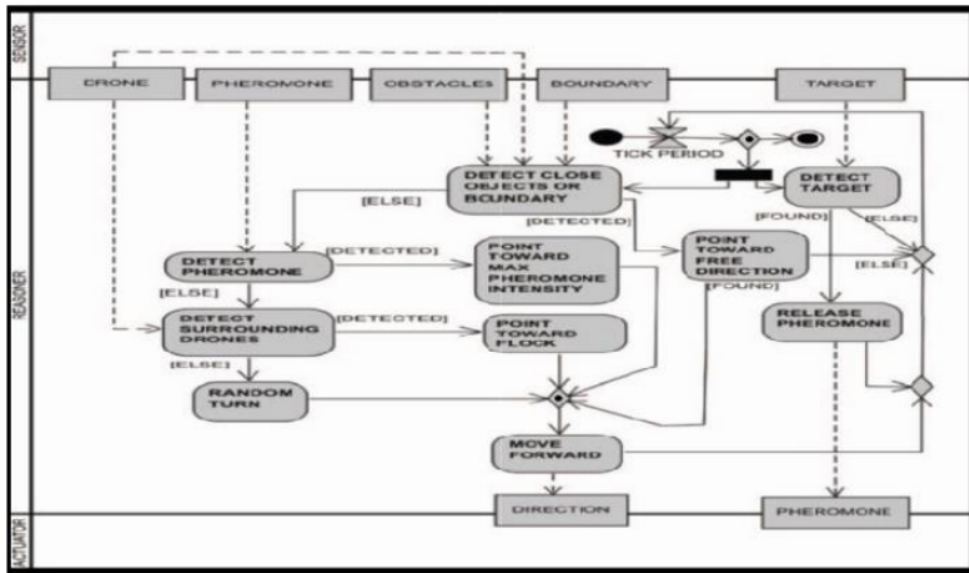 SENSOR
DRONE
PHEROMONE
OBSTACLES
BOUNDARY
TARGET
TICK PERIOD
DETECT CLOSE
OBJECTS OR
BOUNDARY
DETECT
TARGET
[ELSE]
[DETECTED]
[FOUND]
[ELSE]
REASONER
DETECT
PHEROMONE
[DETECTED]
POINT
TOWARD
MAX
PHEROMONE
INTENSITY
POINT
TOWARD
FREE
DIRECTION
[ELSE]
[FOUND]
[ELSE]
DETECT
SURROUNDING
DRONES
[DETECTED]
POINT
TOWARD
FLOCK
RELEASE
PHEROMONE
[ELSE]
RANDOM
TURN
MOVE
FORWARD
DIRECTION
PHEROMONE
ACTUATOR